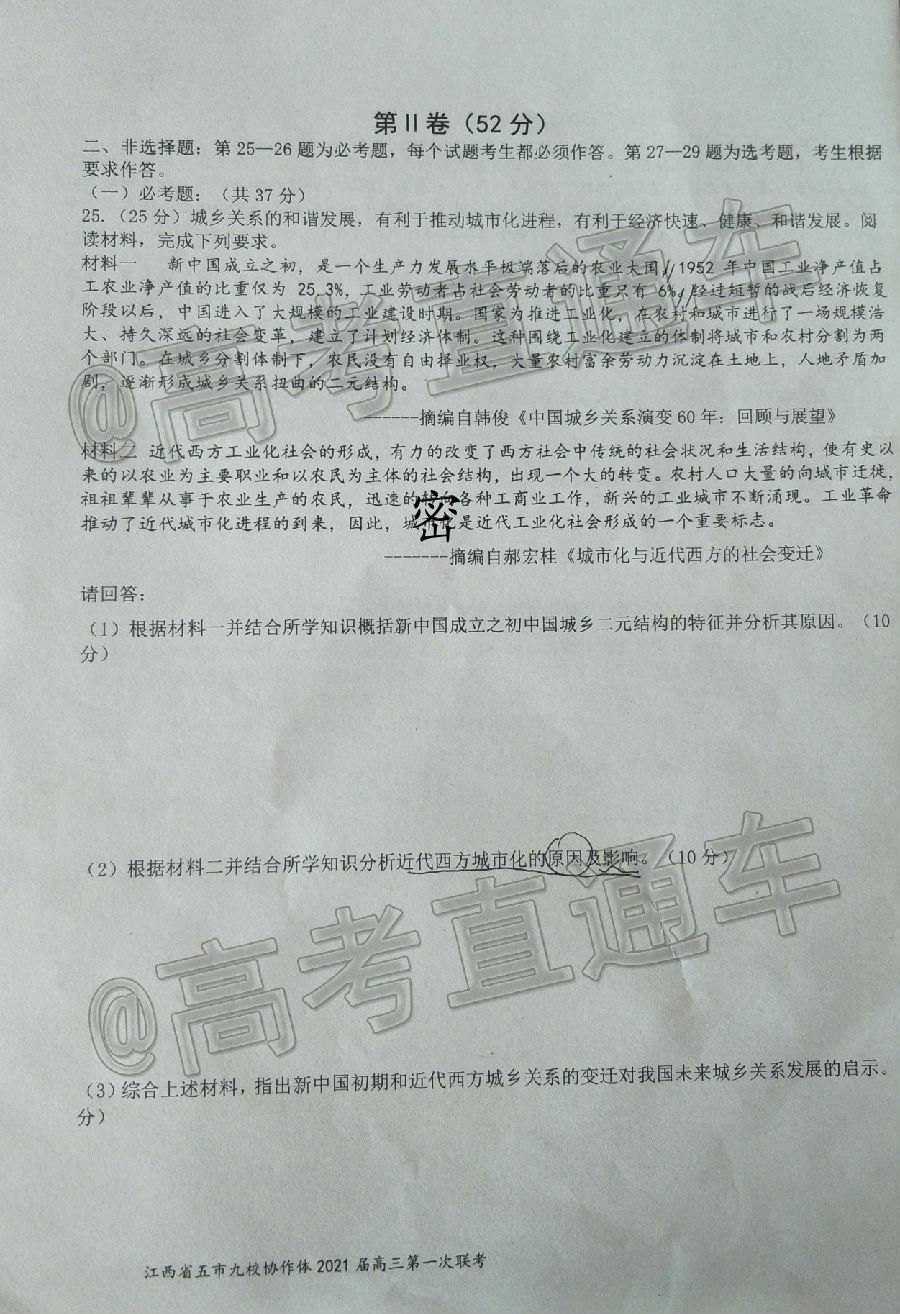 第Ⅱ卷（52 分）
二、非选择题：第 25—26 题为必考题，每个试题考生都必须作答。第 27—29 题为选考题，考生根据
要求作答。
（一）必考题：（共 37 分）
25.（25 分）城乡关系的和谐发展，有利于推动城市化进程，有利于经济快速、健康、和谐发展。阅
读材料，完成下列要求。
材料一 新中国成立之初，是一个生产力发展水平极端落后的农业大国，1952 年中国工业净产值占
工农业净产值的比重仅为 25.3%，工业劳动者占社会劳动者的比重只有 6%，经过短暂的战后经济恢复
阶段以后，中国进入了大规模的工业建设时期。国家为推进工业化，在农村和城市进行了一场规模浩
大、持久深远的社会变革，建立了计划经济体制。这种围绕工业化建立的体制将城市和农村分割为两
个部门。在城乡分割体制下，农民没有自由择业权，大量农村富余劳动力沉淀在土地上，人地矛盾加
剧，逐渐形成城乡关系扭曲的二元结构。
------摘编自韩俊《中国城乡关系演变 60 年：回顾与展望》
材料二 近代西方工业化社会的形成，有力的改变了西方社会中传统的社会状况和生活结构，使有史以
来的以农业为主要职业和以农民为主体的社会结构，出现一个大的转变。农村人口大量的向城市迁徙，
祖祖辈辈从事于农业生产的农民，迅速的 各种工商业工作，新兴的工业城市不断涌现。工业革命
推动了近代城市化进程的到来，因此，城 是近代工业化社会形成的一个重要标志。
密
-------摘编自郝宏桂《城市化与近代西方的社会变迁》
请回答：
（1）根据材料一并结合所学知识概括新中国成立之初中国城乡二元结构的特征并分析其原因。（10
分）
（2）根据材料二并结合所学知识分析近代西方城市化的原因及影响。（10 分）
（3）综合上述材料，指出新中国初期和近代西方城乡关系的变迁对我国未来城乡关系发展的启示。
分）
江西省五市九校协作体 2021 届高三第一次联考
@高考直通车
@高考直通车